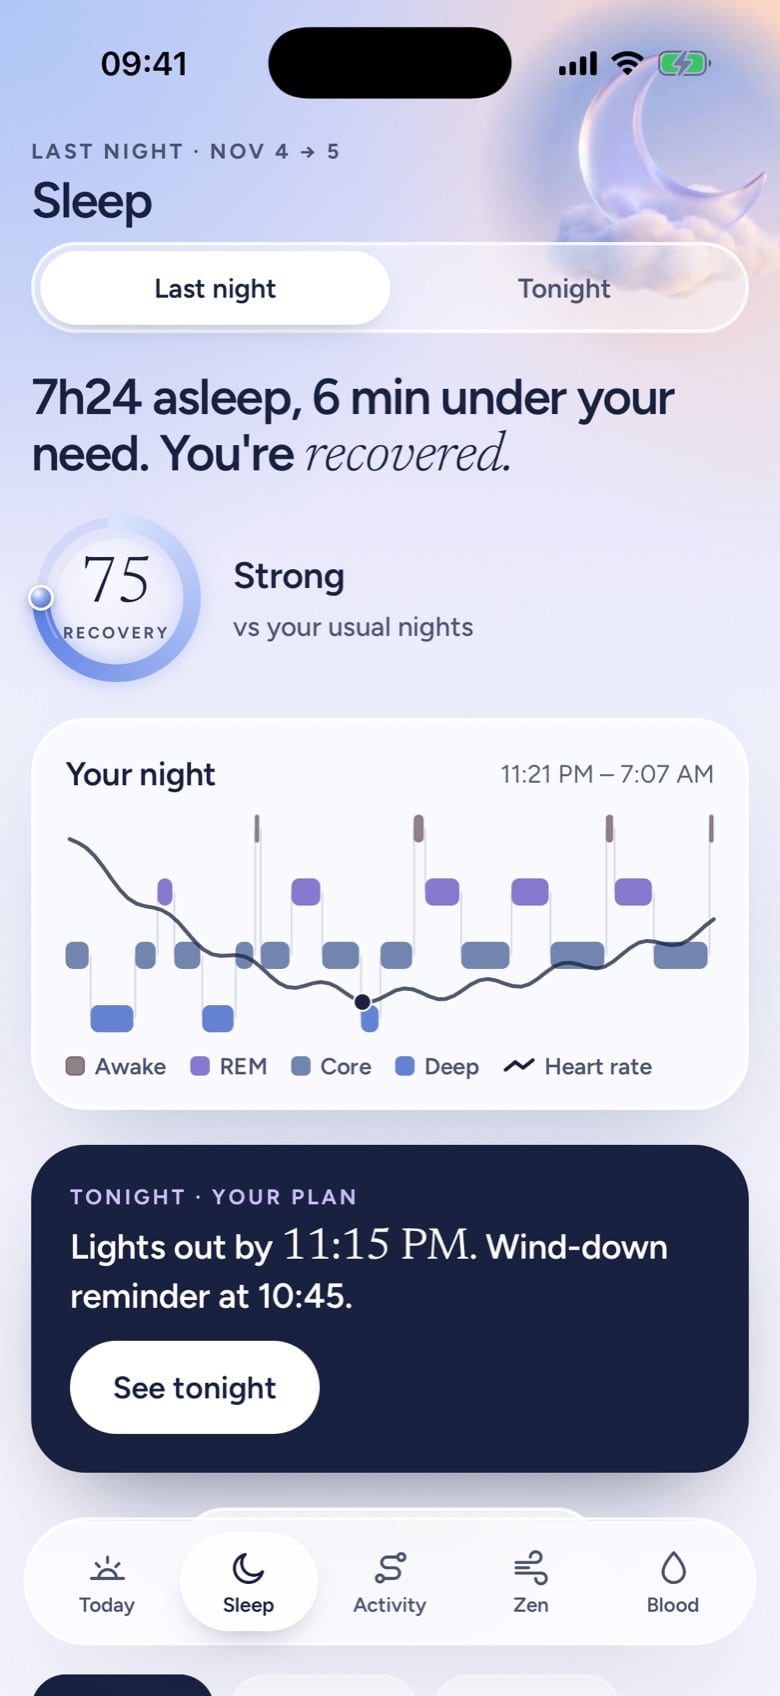 09:41
LAST NIGHT · NOV 4 → 5
Sleep
Last night
Tonight
7h24 asleep, 6 min under your
need. You're recovered.
75
RECOVERY
Strong
vs your usual nights
Your night
11:21 PM – 7:07 AM
Awake
REM
Core
Deep
Heart rate
TONIGHT · YOUR PLAN
Lights out by 11:15 PM. Wind-down
reminder at 10:45.
See tonight
Today
Sleep
Activity
Zen
Blood